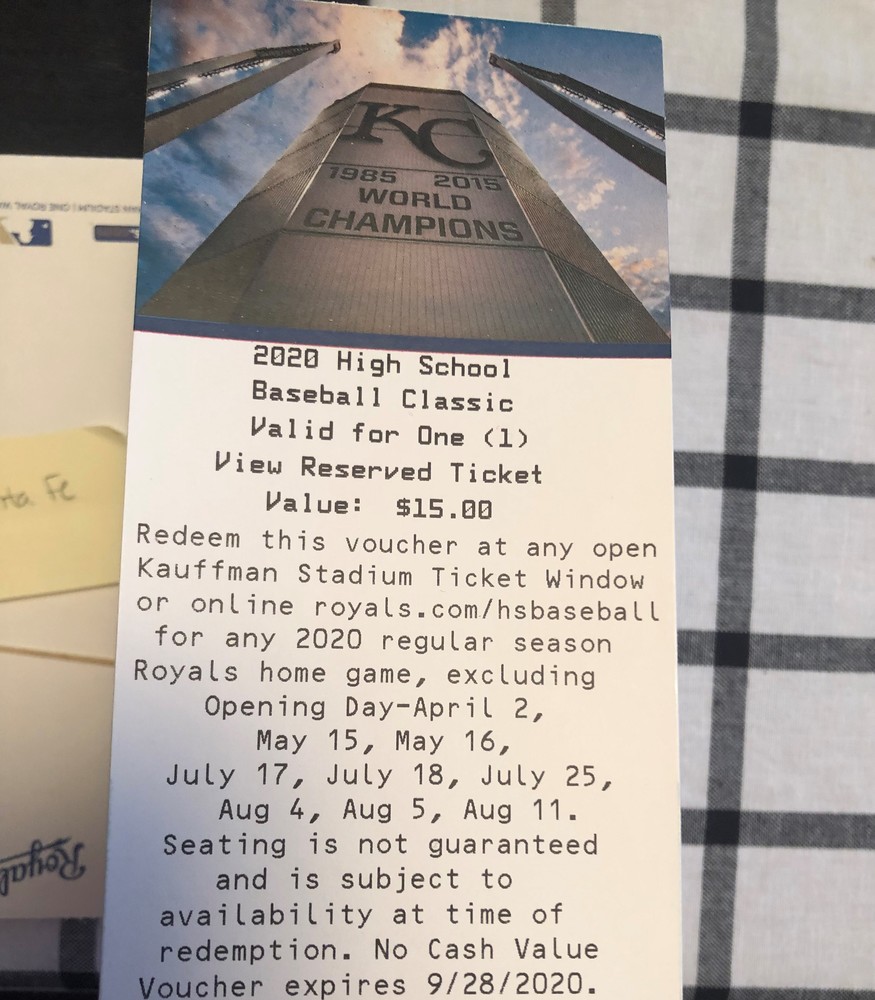 KC
1985 2015
WORLD
CHAMPIONS
2020 High School
Baseball Classic
Valid for One (1)
View Reserved Ticket
Value: $15.00
Redeem this voucher at any open
Kauffman Stadium Ticket Window
or online royals.com/hsbaseball
for any 2020 regular season
Royals home game, excluding
Opening Day-April 2,
May 15, May 16,
July 17, July 18, July 25,
Aug 4, Aug 5, Aug 11.
Seating is not guaranteed
and is subject to
availability at time of
redemption. No Cash Value
Voucher expires 9/28/2020.
Fe
Royal